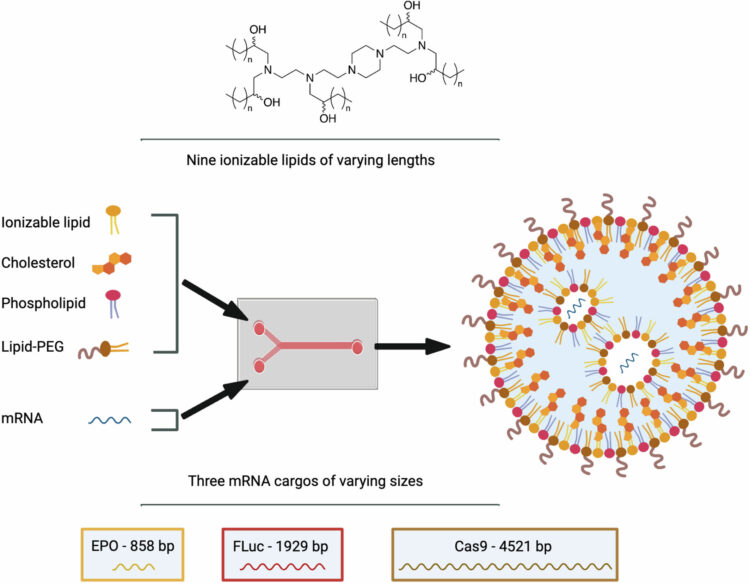 OH
OH
n
n
N
N
N
N
N
n
n
OH
n
OH
HO
Nine ionizable lipids of varying lengths
Ionizable lipid
Cholesterol
Phospholipid
Lipid-PEG
mRNA
Three mRNA cargos of varying sizes
EPO - 858 bp
FLuc - 1929 bp
Cas9 - 4521 bp